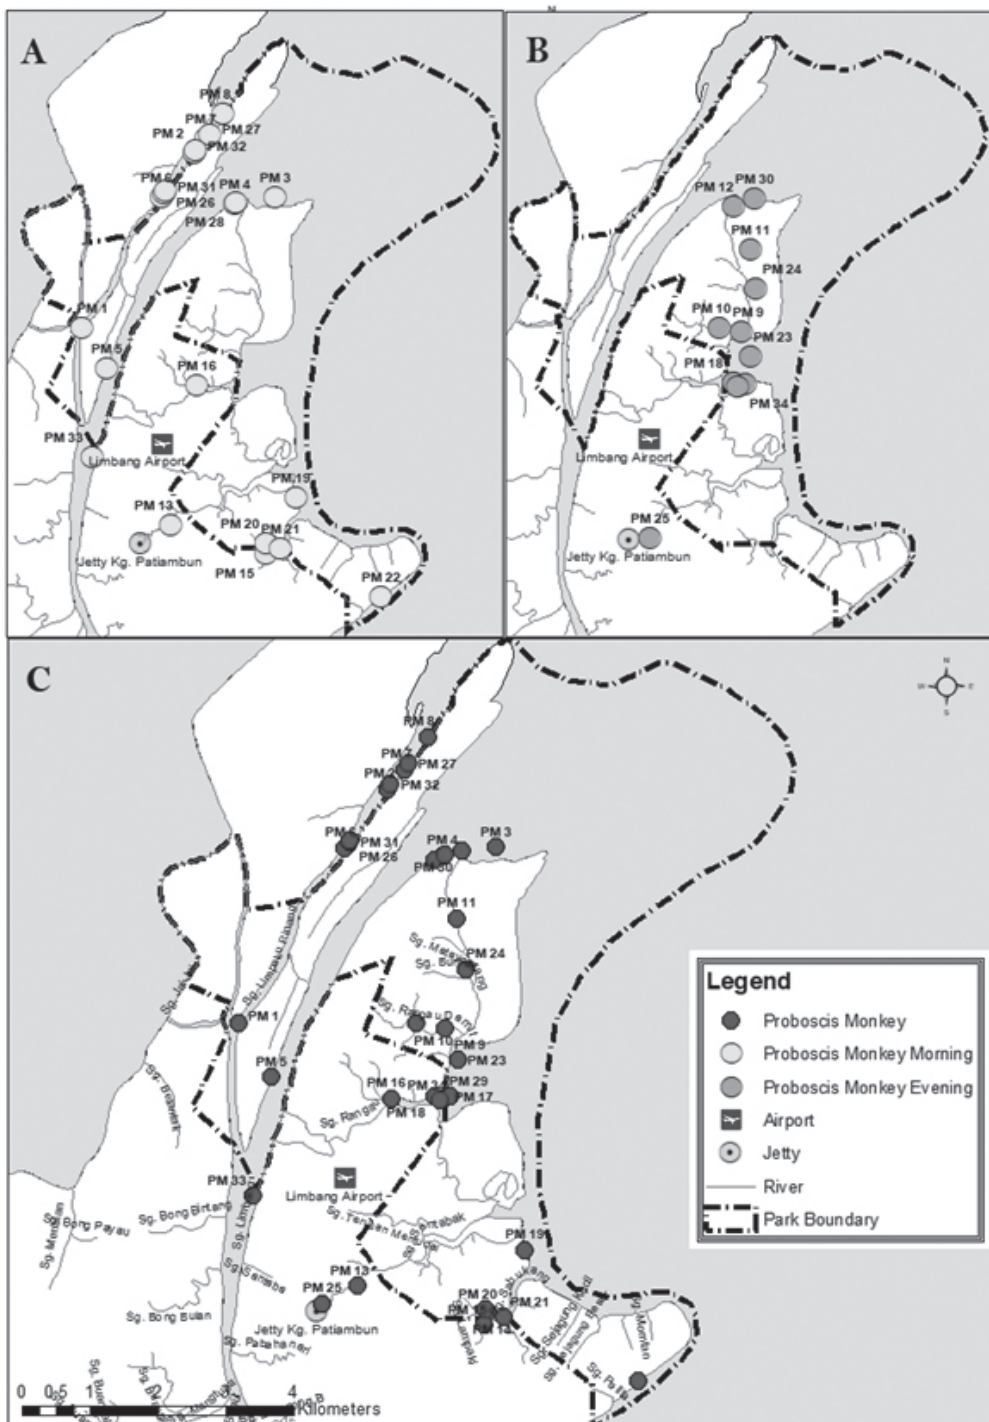 N
A
PM 8
PM 7
PM 2
PM 27
PM 32
PM 6
PM 31
PM 26
PM 4
PM 3
PM 28
PM 1
PM 5
PM 16
PM 33
Limbang Airport
PM 19
PM 13
PM 20
PM 21
Jetty Kg. Patiambun
PM 15
PM 22
B
PM 30
PM 12
PM 11
PM 24
PM 10
PM 9
PM 23
PM 18
PM 34
Limbang Airport
PM 25
Jetty Kg. Patiambun
C
N
W
E
S
PM 8
PM 7
PM 27
PM 2
PM 32
PM 31
PM 26
PM 4
PM 3
PM 30
PM 11
PM 24
PM 1
PM 10
PM 9
PM 23
PM 5
PM 16
PM 29
PM 17
PM 18
Sg. Rangau
PM 33
Limbang Airport
Sg. Bong Bintang
Sg. Bong Payau
PM 19
PM 13
PM 25
PM 20
PM 21
Sg. Bong Bulan
Jetty Kg. Patiambun
Legend
Proboscis Monkey
Proboscis Monkey Morning
Proboscis Monkey Evening
Airport
Jetty
River
Park Boundary
0 0.5 1 2 3 4
Kilometers